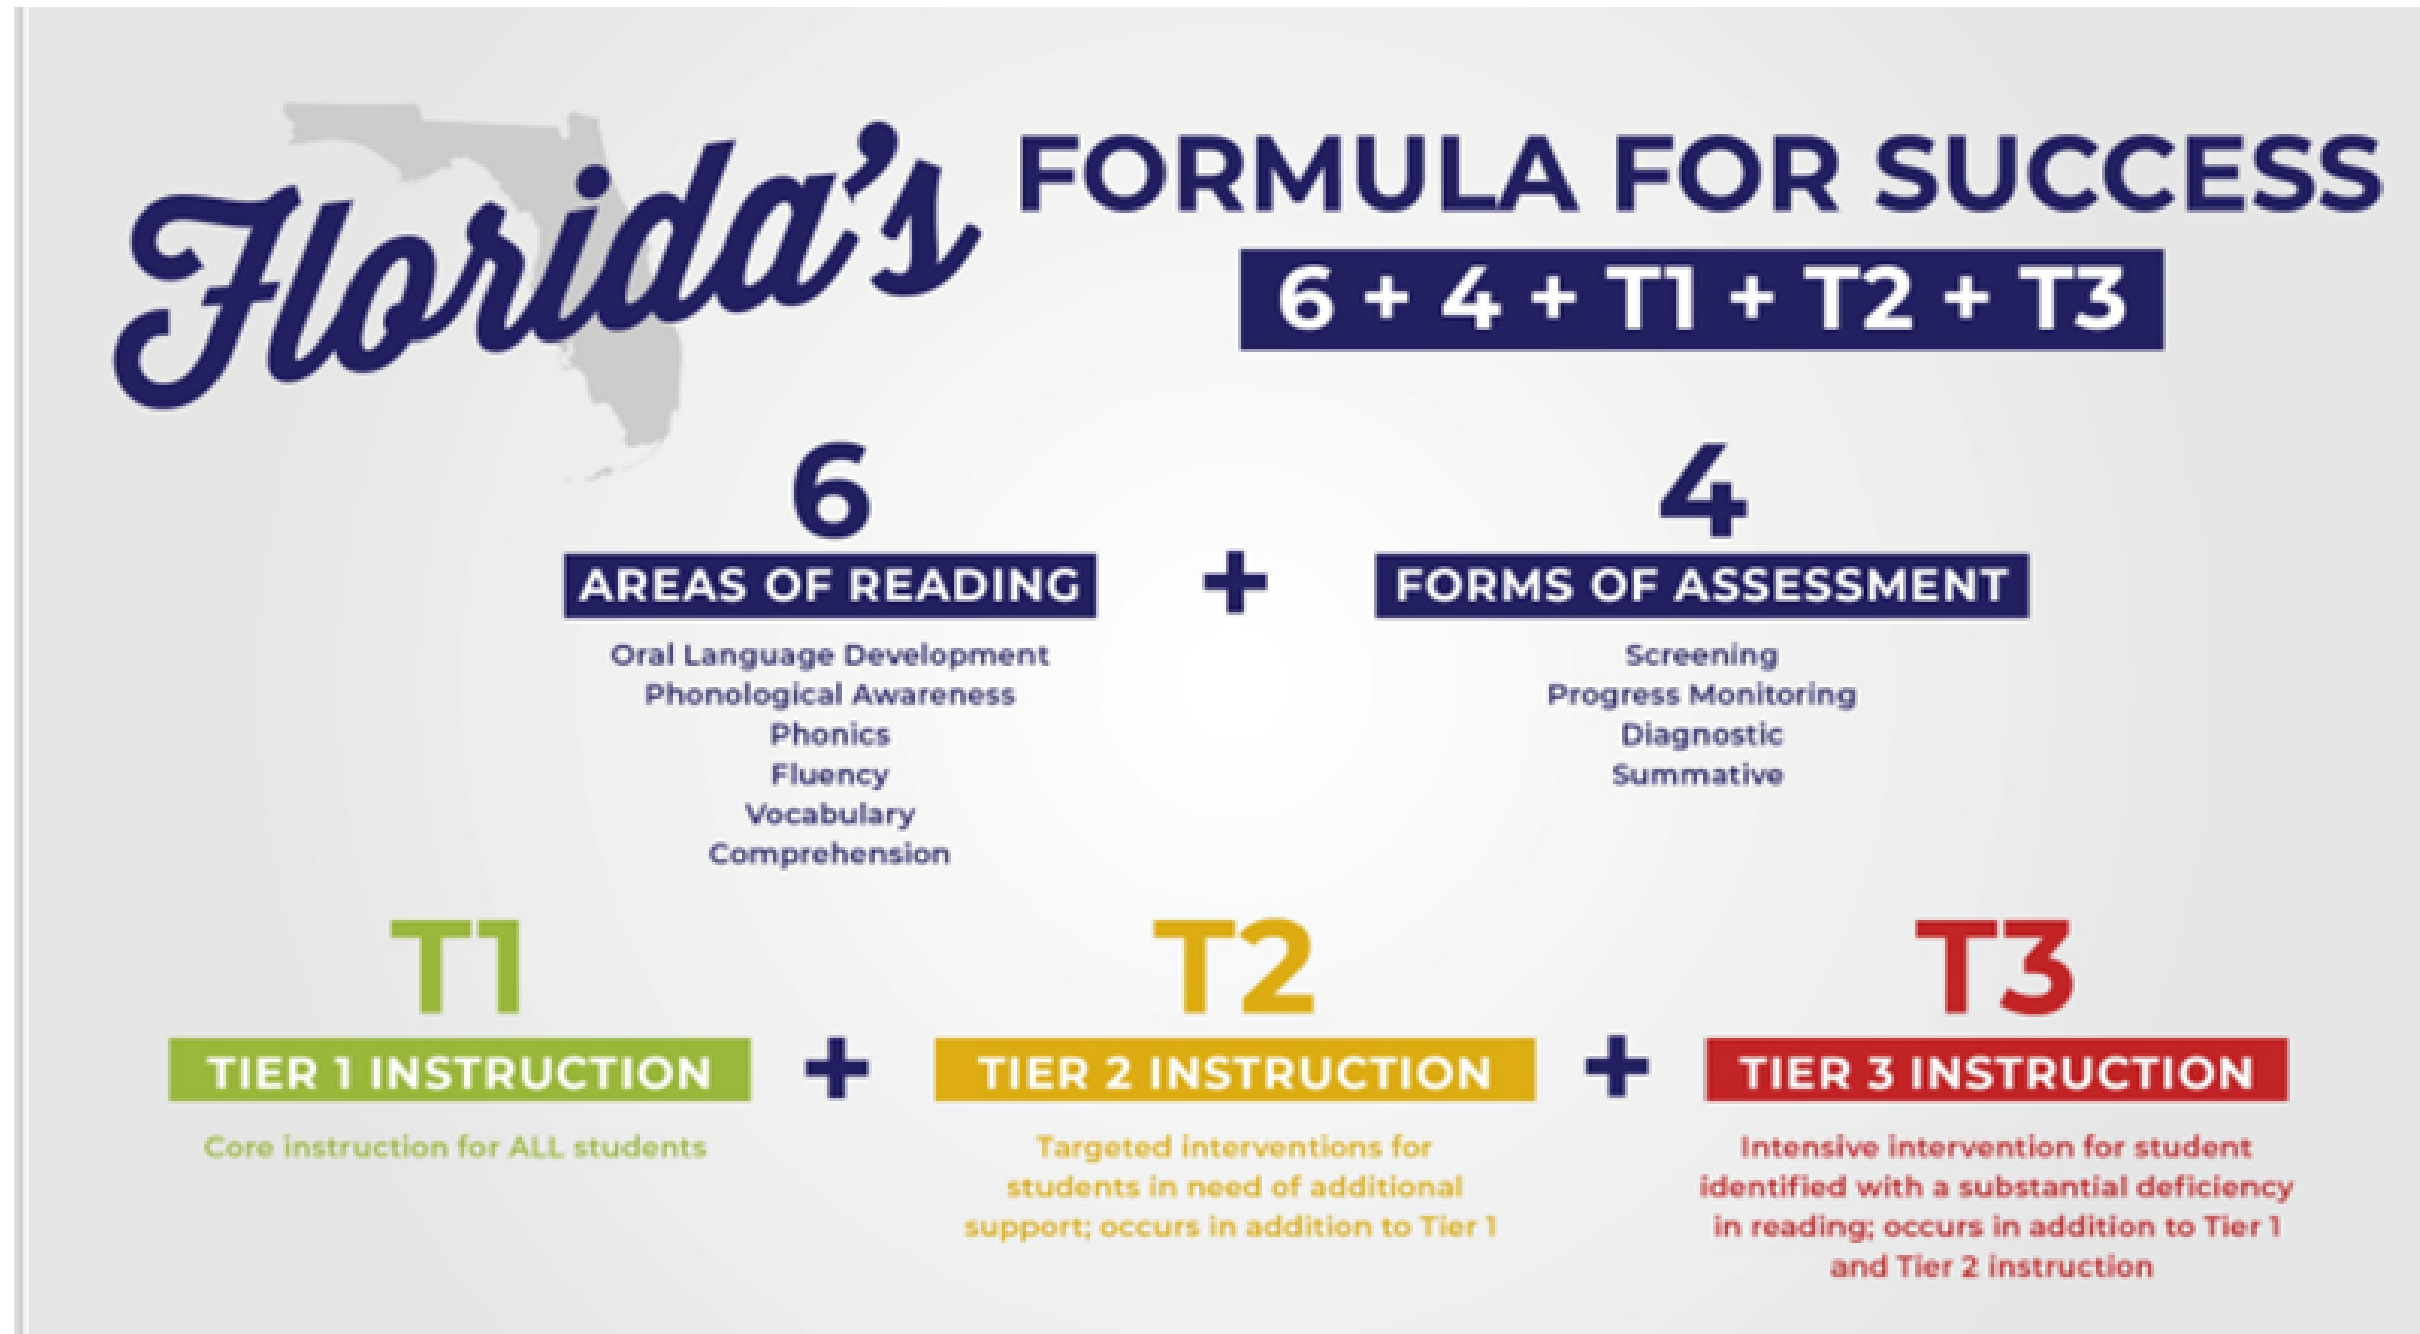 Florida's FORMULA FOR SUCCESS
6 + 4 + T1 + T2 + T3
6 + 4
AREAS OF READING
FORMS OF ASSESSMENT
Oral Language Development
Phonological Awareness
Phonics
Fluency
Vocabulary
Comprehension
Screening
Progress Monitoring
Diagnostic
Summative
T1 + T2 + T3
TIER 1 INSTRUCTION
Core instruction for ALL students
TIER 2 INSTRUCTION
Targeted interventions for
students in need of additional
support; occurs in addition to Tier 1
TIER 3 INSTRUCTION
Intensive intervention for student
identified with a substantial deficiency
in reading; occurs in addition to Tier 1
and Tier 2 instruction